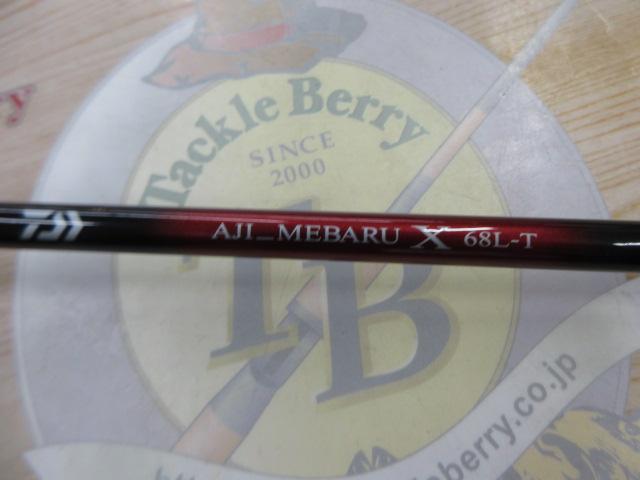 Tackle Berry
SINCE
2000
AJI_MEBARU X 68L-T
TB
berry.co.jp